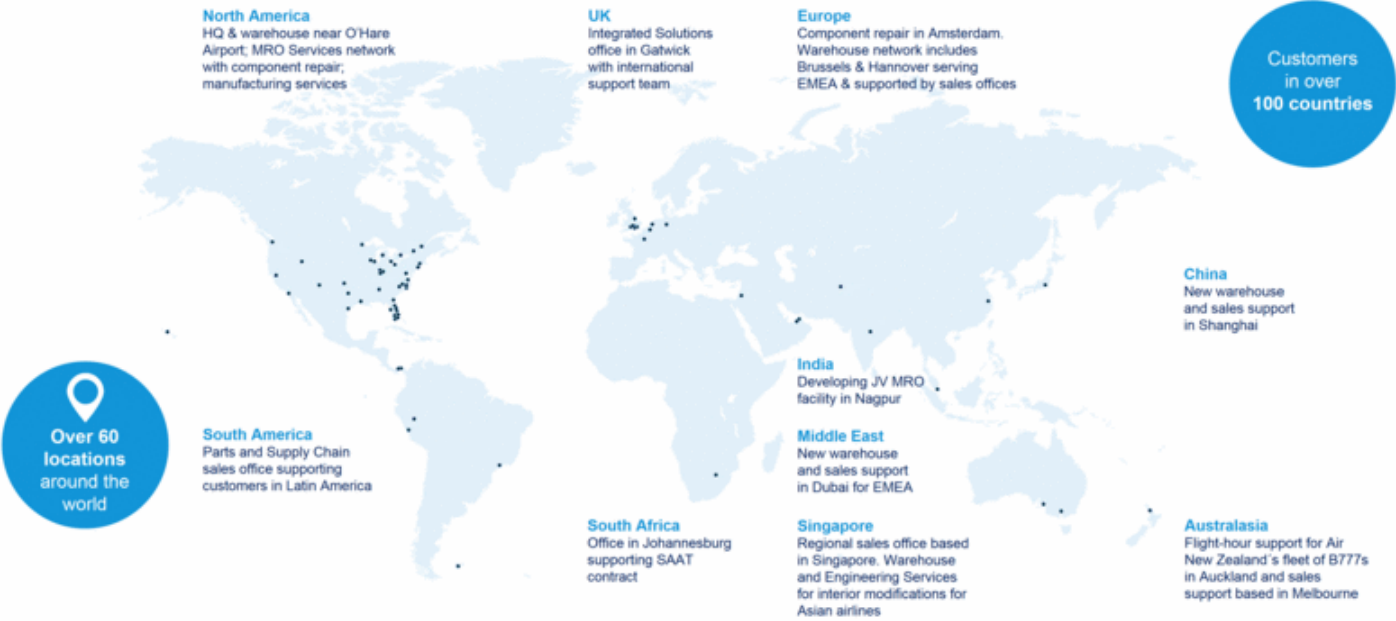 North America
HQ & warehouse near O'Hare
Airport; MRO Services network
with component repair;
manufacturing services
UK
Integrated Solutions
office in Gatwick
with international
support team
Europe
Component repair in Amsterdam.
Warehouse network includes
Brussels & Hannover serving
EMEA & supported by sales offices
Customers
in over
100 countries
China
New warehouse
and sales support
in Shanghai
India
Developing JV MRO
facility in Nagpur
Over 60
locations
around the
world
South America
Parts and Supply Chain
sales office supporting
customers in Latin America
Middle East
New warehouse
and sales support
in Dubai for EMEA
South Africa
Office in Johannesburg
supporting SAAT
contract
Singapore
Regional sales office based
in Singapore. Warehouse
and Engineering Services
for interior modifications for
Asian airlines
Australasia
Flight-hour support for Air
New Zealand's fleet of B777s
in Auckland and sales
support based in Melbourne